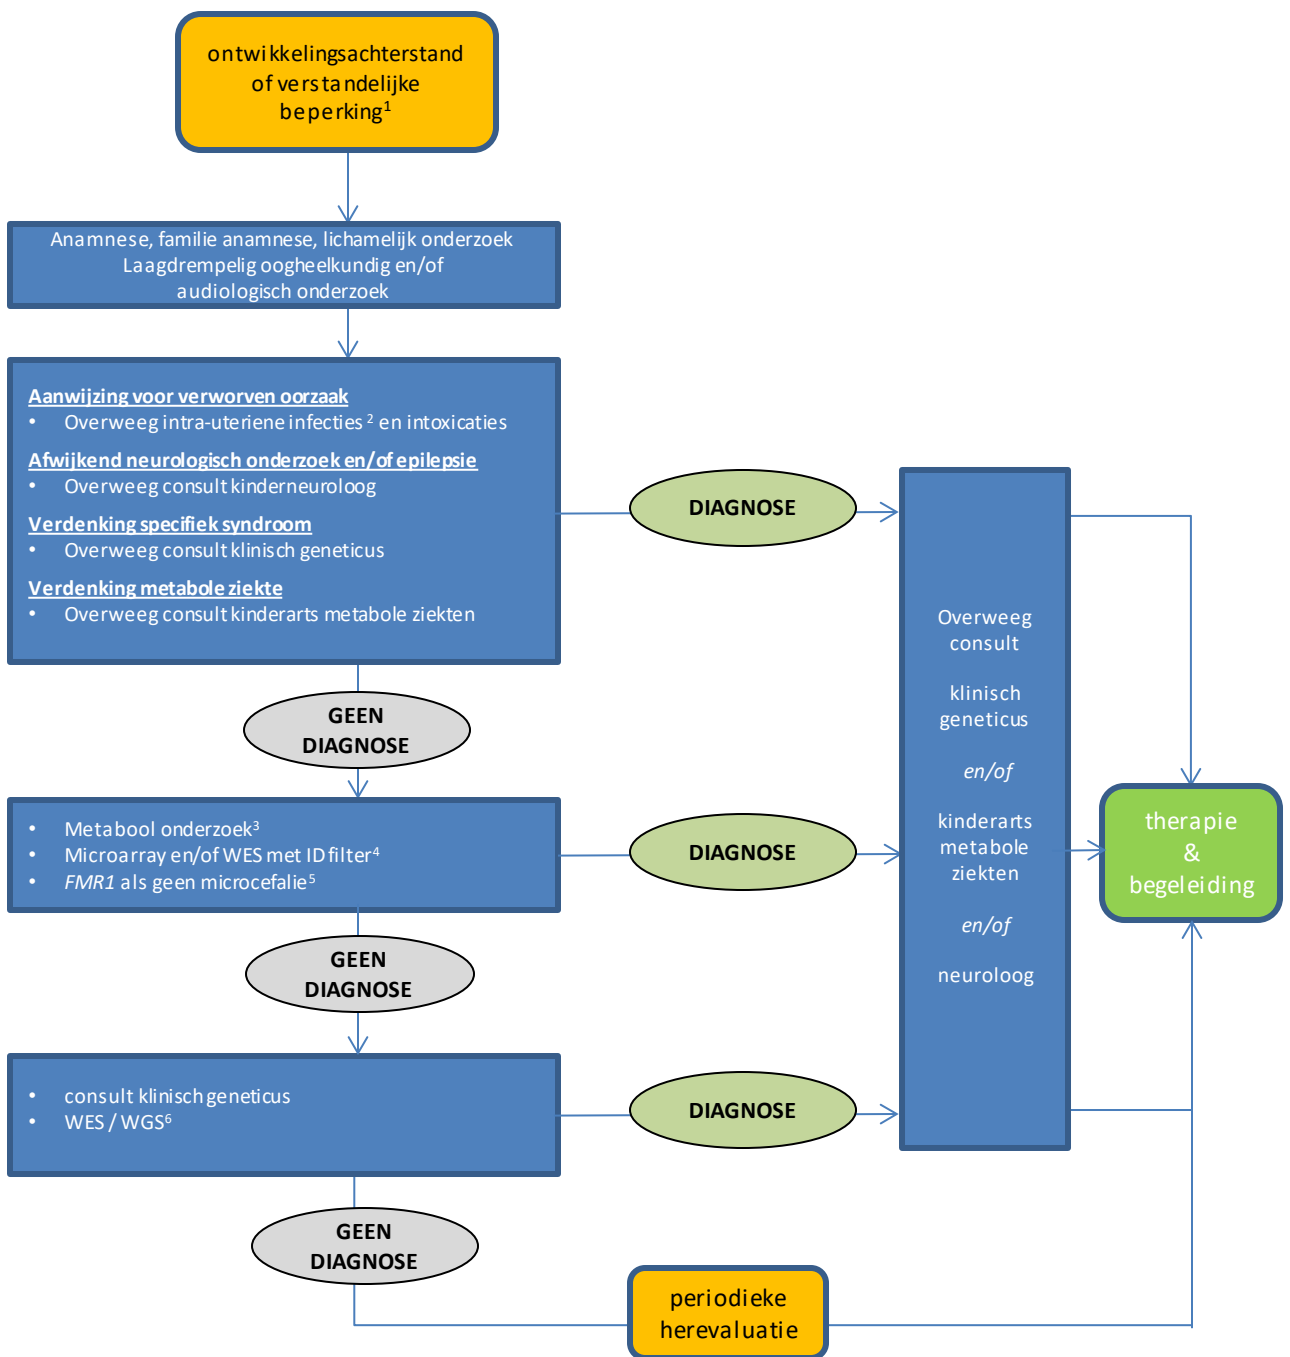 ontwikkelingsachterstand
of verstandelijke
beperking¹
Anamnese, familie anamnese, lichamelijk onderzoek
Laagdrempelig oogheelkundig en/of
audiologisch onderzoek
Aanwijzing voor verworven oorzaak
• Overweeg intra-uteriene infecties ² en intoxicaties
Afwijkend neurologisch onderzoek en/of epilepsie
• Overweeg consult kinderneuroloog
Verdenking specifiek syndroom
• Overweeg consult klinisch geneticus
Verdenking metabole ziekte
• Overweeg consult kinderarts metabole ziekten
DIAGNOSE
GEEN
DIAGNOSE
• Metabool onderzoek³
• Microarray en/of WES met ID filter⁴
• FMR1 als geen microcefalie⁵
DIAGNOSE
GEEN
DIAGNOSE
• consult klinisch geneticus
• WES / WGS⁶
DIAGNOSE
GEEN
DIAGNOSE
Overweeg
consult
klinisch
geneticus
en/of
kinderarts
metabole
ziekten
en/of
neuroloog
therapie
&
begeleiding
periodieke
herevaluatie